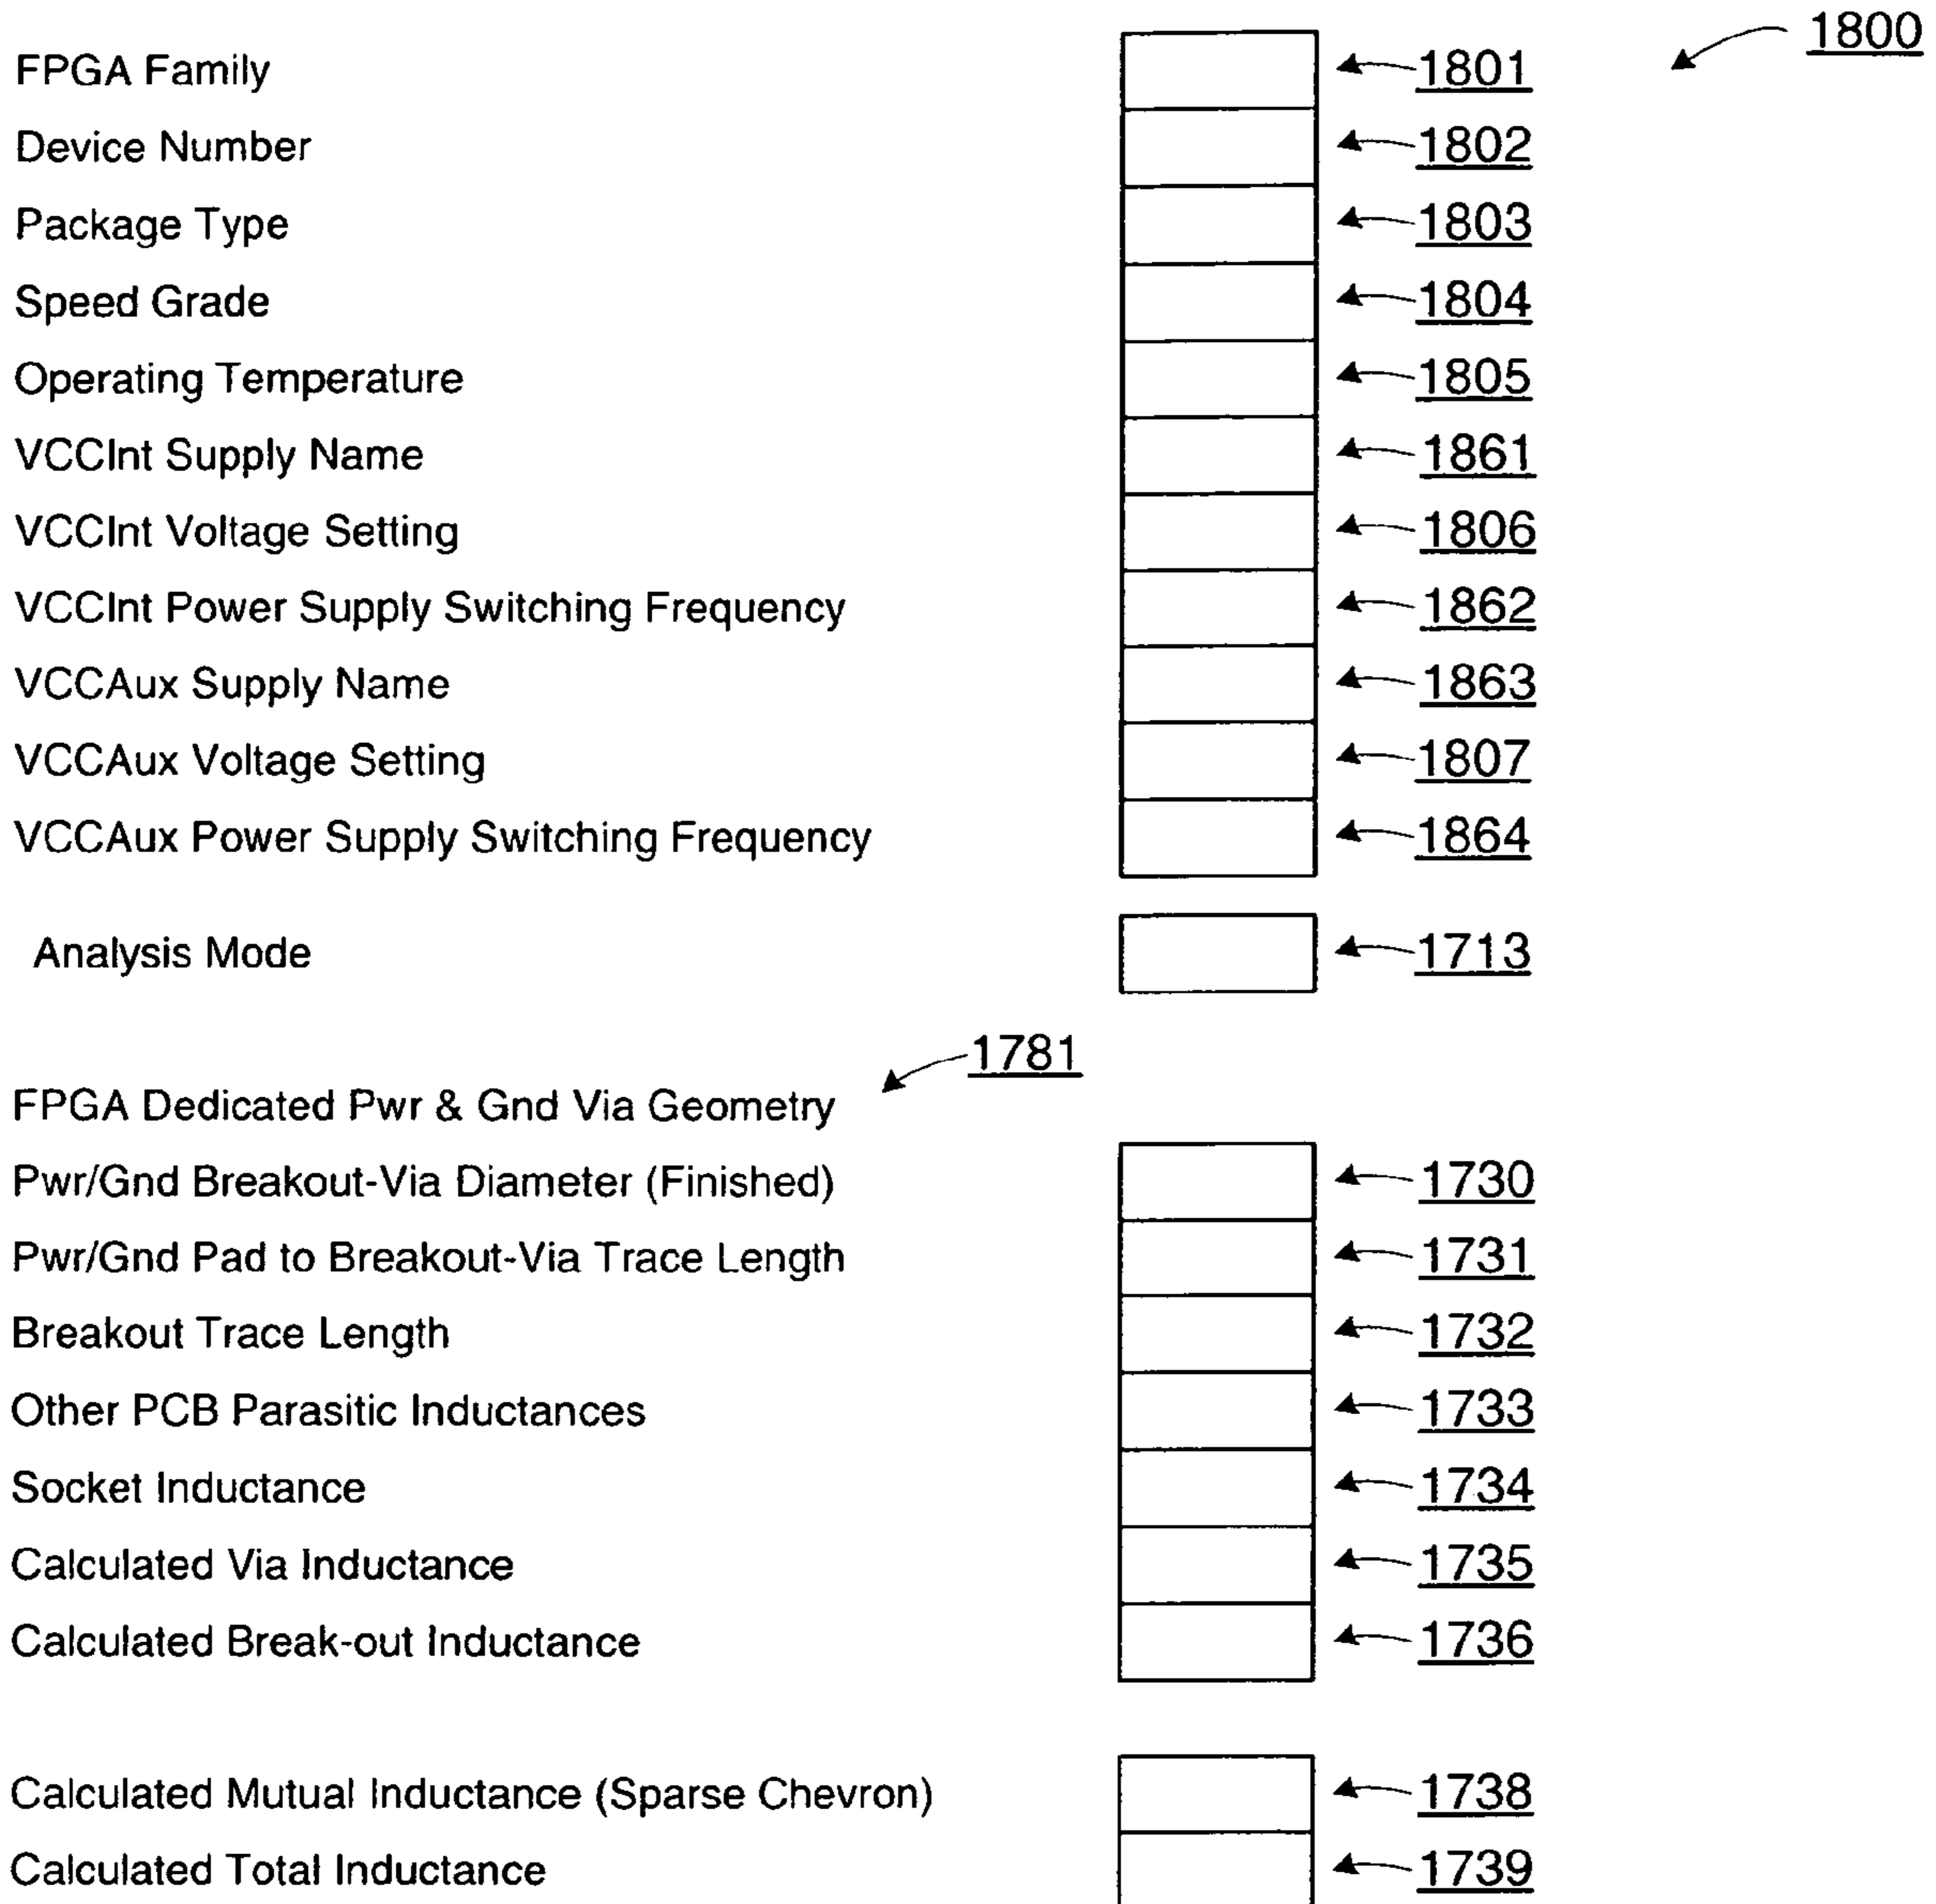 1800
FPGA Family 1801
Device Number 1802
Package Type 1803
Speed Grade 1804
Operating Temperature 1805
VCCInt Supply Name 1861
VCCInt Voltage Setting 1806
VCCInt Power Supply Switching Frequency 1862
VCCAux Supply Name 1863
VCCAux Voltage Setting 1807
VCCAux Power Supply Switching Frequency 1864
Analysis Mode 1713
1781
FPGA Dedicated Pwr & Gnd Via Geometry
Pwr/Gnd Breakout-Via Diameter (Finished) 1730
Pwr/Gnd Pad to Breakout-Via Trace Length 1731
Breakout Trace Length 1732
Other PCB Parasitic Inductances 1733
Socket Inductance 1734
Calculated Via Inductance 1735
Calculated Break-out Inductance 1736
Calculated Mutual Inductance (Sparse Chevron) 1738
Calculated Total Inductance 1739